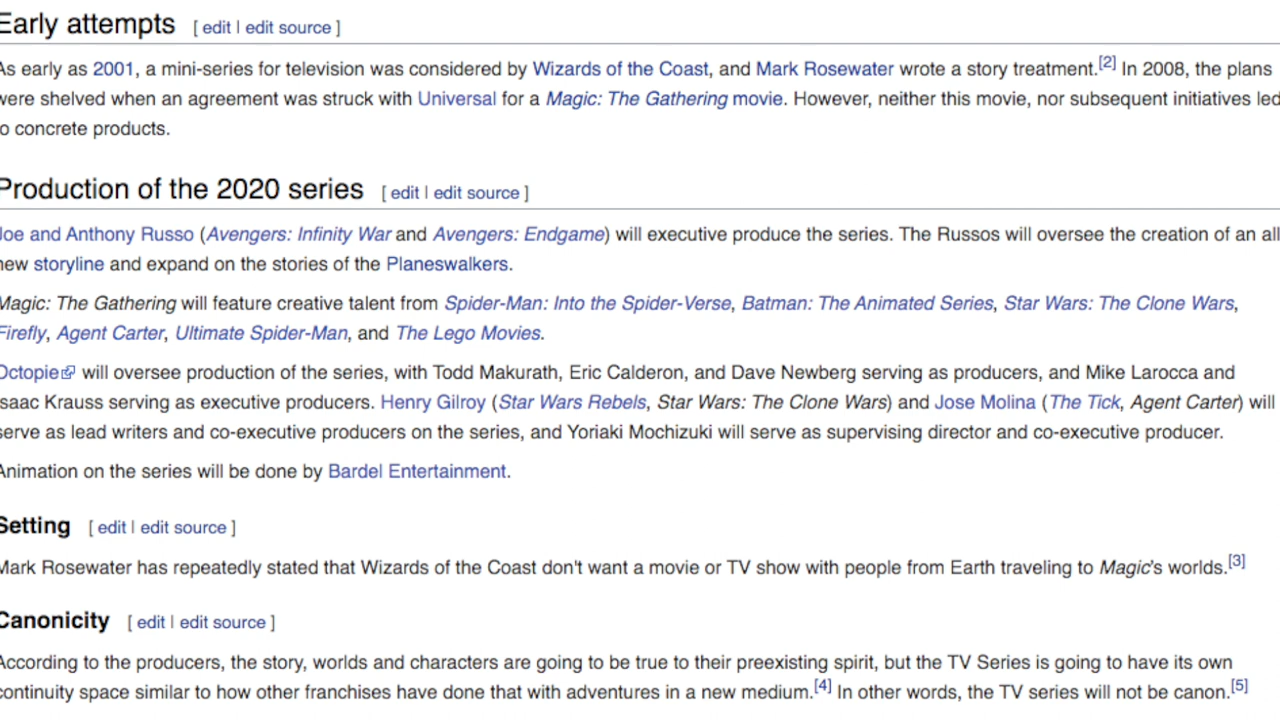 Early attempts [ edit | edit source ]
As early as 2001, a mini-series for television was considered by Wizards of the Coast, and Mark Rosewater wrote a story treatment.[2] In 2008, the plans
were shelved when an agreement was struck with Universal for a Magic: The Gathering movie. However, neither this movie, nor subsequent initiatives led
to concrete products.
Production of the 2020 series [ edit | edit source ]
Joe and Anthony Russo (Avengers: Infinity War and Avengers: Endgame) will executive produce the series. The Russos will oversee the creation of an all
new storyline and expand on the stories of the Planeswalkers.
Magic: The Gathering will feature creative talent from Spider-Man: Into the Spider-Verse, Batman: The Animated Series, Star Wars: The Clone Wars,
Firefly, Agent Carter, Ultimate Spider-Man, and The Lego Movies.
Octopie will oversee production of the series, with Todd Makurath, Eric Calderon, and Dave Newberg serving as producers, and Mike Larocca and
Isaac Krauss serving as executive producers. Henry Gilroy (Star Wars Rebels, Star Wars: The Clone Wars) and Jose Molina (The Tick, Agent Carter) will
serve as lead writers and co-executive producers on the series, and Yoriaki Mochizuki will serve as supervising director and co-executive producer.
Animation on the series will be done by Bardel Entertainment.
Setting [ edit | edit source ]
Mark Rosewater has repeatedly stated that Wizards of the Coast don't want a movie or TV show with people from Earth traveling to Magic's worlds.[3]
Canonicity [ edit | edit source ]
According to the producers, the story, worlds and characters are going to be true to their preexisting spirit, but the TV Series is going to have its own
continuity space similar to how other franchises have done that with adventures in a new medium.[4] In other words, the TV series will not be canon.[5]